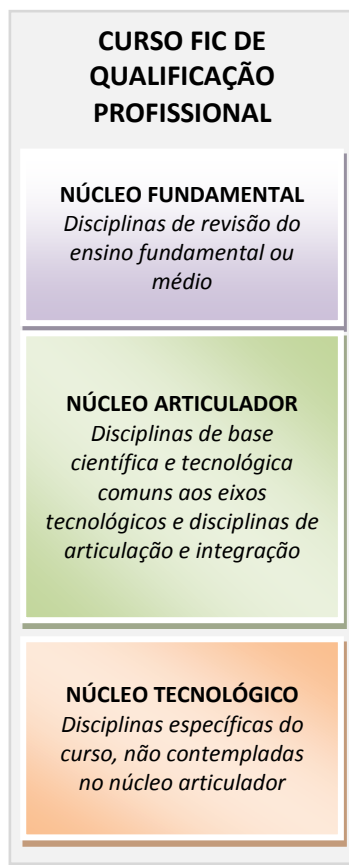 CURSO FIC DE
QUALIFICAÇÃO
PROFISSIONAL
NÚCLEO FUNDAMENTAL
Disciplinas de revisão do
ensino fundamental ou
médio
NÚCLEO ARTICULADOR
Disciplinas de base
científica e tecnológica
comuns aos eixos
tecnológicos e disciplinas de
articulação e integração
NÚCLEO TECNOLÓGICO
Disciplinas específicas do
curso, não contempladas
no núcleo articulador